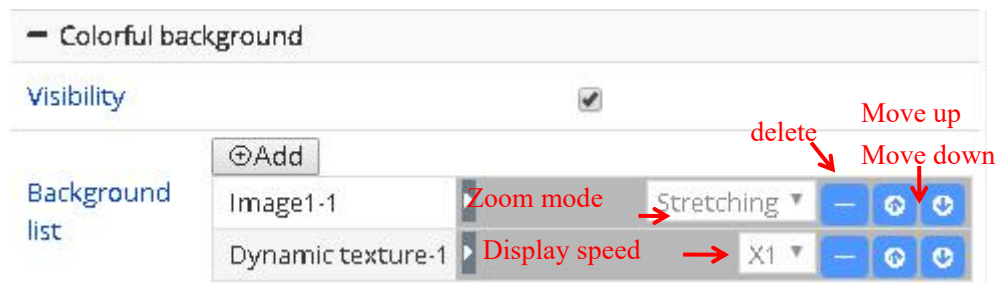 Colorful background
Visibility
delete
Move up
Move down
⊕Add
Background list
Image1-1
Zoom mode
Stretching
Dynamic texture-1
Display speed
X1